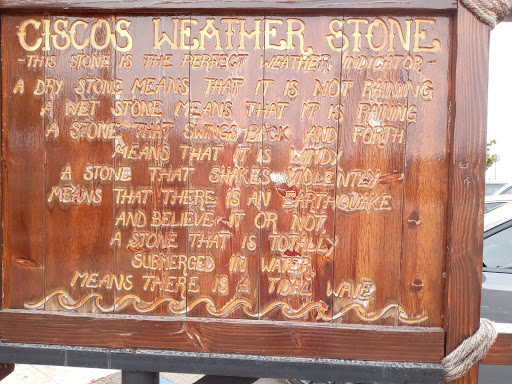 CISCOS WEATHER STONE
-THIS STONE IS THE PERFECT WEATHER INDICATOR-
A DRY STONE MEANS THAT IT IS NOT RAINING
A WET STONE MEANS THAT IT IS RAINING
A STONE THAT SWINGS BACK AND FORTH
MEANS THAT IT IS WINDY
A STONE THAT SHAKES VIOLENTLY
MEANS THAT THERE IS AN EARTHQUAKE
AND BELIEVE IT OR NOT
A STONE THAT IS TOTALLY
SUBMERGED IN WATER
MEANS THERE IS A TIDAL WAVE